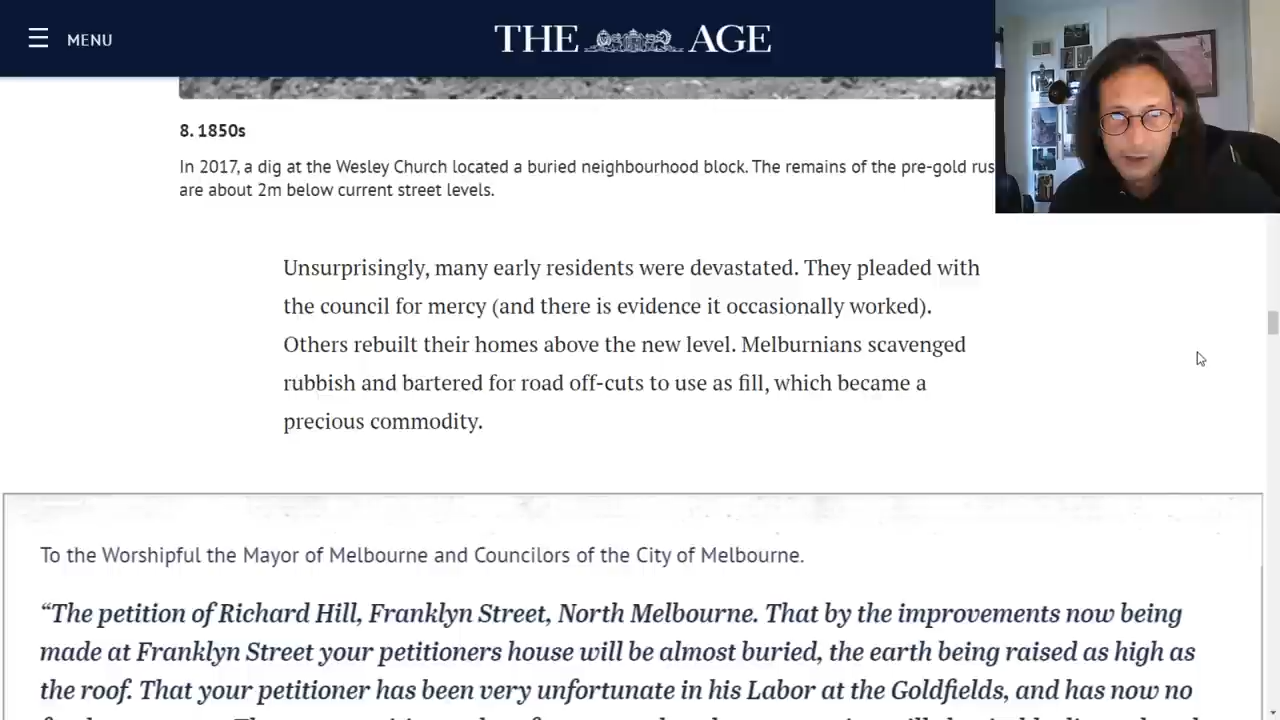 MENU
THE AGE
8. 1850s
In 2017, a dig at the Wesley Church located a buried neighbourhood block. The remains of the pre-gold rus
are about 2m below current street levels.
Unsurprisingly, many early residents were devastated. They pleaded with
the council for mercy (and there is evidence it occasionally worked).
Others rebuilt their homes above the new level. Melburnians scavenged
rubbish and bartered for road off-cuts to use as fill, which became a
precious commodity.
To the Worshipful the Mayor of Melbourne and Councilors of the City of Melbourne.
“The petition of Richard Hill, Franklyn Street, North Melbourne. That by the improvements now being
made at Franklyn Street your petitioners house will be almost buried, the earth being raised as high as
the roof. That your petitioner has been very unfortunate in his Labor at the Goldfields, and has now no